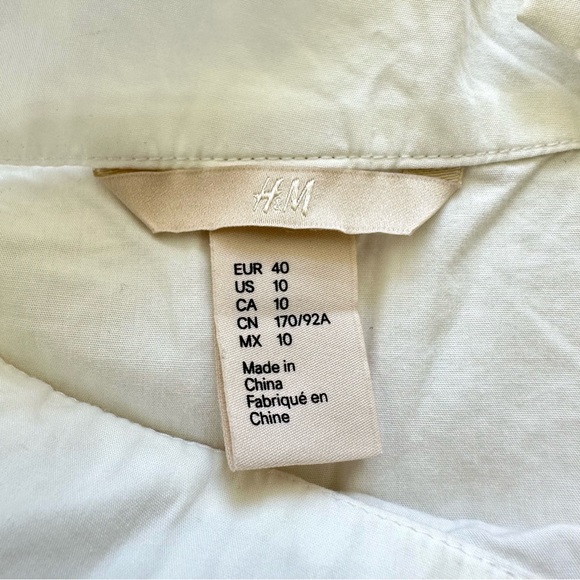 H&M
EUR 40
US 10
CA 10
CN 170/92A
MX 10
Made in
China
Fabriqué en
Chine